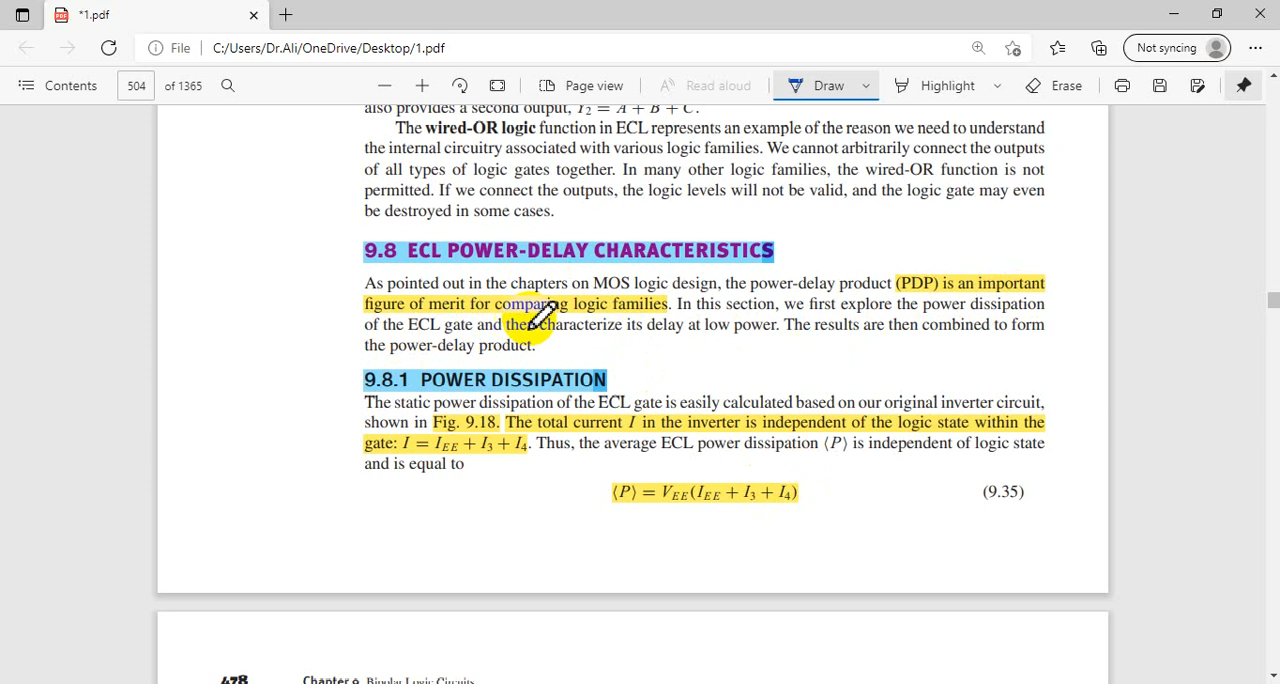 *1.pdf
File C:/Users/Dr.Ali/OneDrive/Desktop/1.pdf Not syncing
Contents 504 of 1365 Page view Read aloud Draw Highlight Erase
also provides a second output, Y2 = A + B + C.
The wired-OR logic function in ECL represents an example of the reason we need to understand
the internal circuitry associated with various logic families. We cannot arbitrarily connect the outputs
of all types of logic gates together. In many other logic families, the wired-OR function is not
permitted. If we connect the outputs, the logic levels will not be valid, and the logic gate may even
be destroyed in some cases.
9.8 ECL POWER-DELAY CHARACTERISTICS
As pointed out in the chapters on MOS logic design, the power-delay product (PDP) is an important
figure of merit for comparing logic families. In this section, we first explore the power dissipation
of the ECL gate and then characterize its delay at low power. The results are then combined to form
the power-delay product.
9.8.1 POWER DISSIPATION
The static power dissipation of the ECL gate is easily calculated based on our original inverter circuit,
shown in Fig. 9.18. The total current I in the inverter is independent of the logic state within the
gate: I = IEE + I3 + I4. Thus, the average ECL power dissipation ⟨P⟩ is independent of logic state
and is equal to
⟨P⟩ = VEE(IEE + I3 + I4) (9.35)
478 Chapter 9 Bipolar Logic Circuits